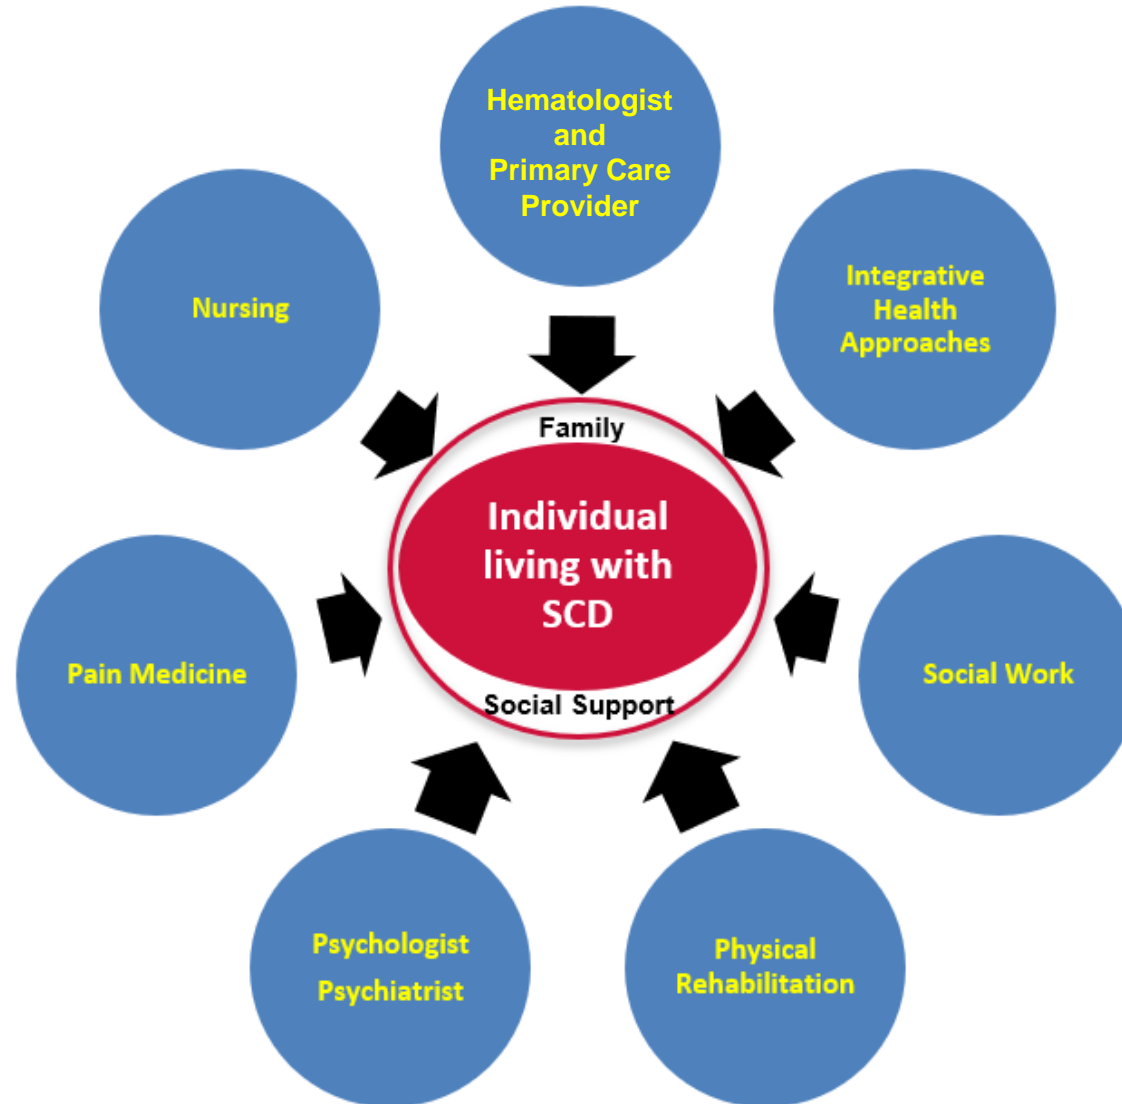 Hematologist
and
Primary Care
Provider
Nursing
Integrative
Health
Approaches
Family
Individual
living with
SCD
Social Support
Pain Medicine
Social Work
Psychologist
Psychiatrist
Physical
Rehabilitation